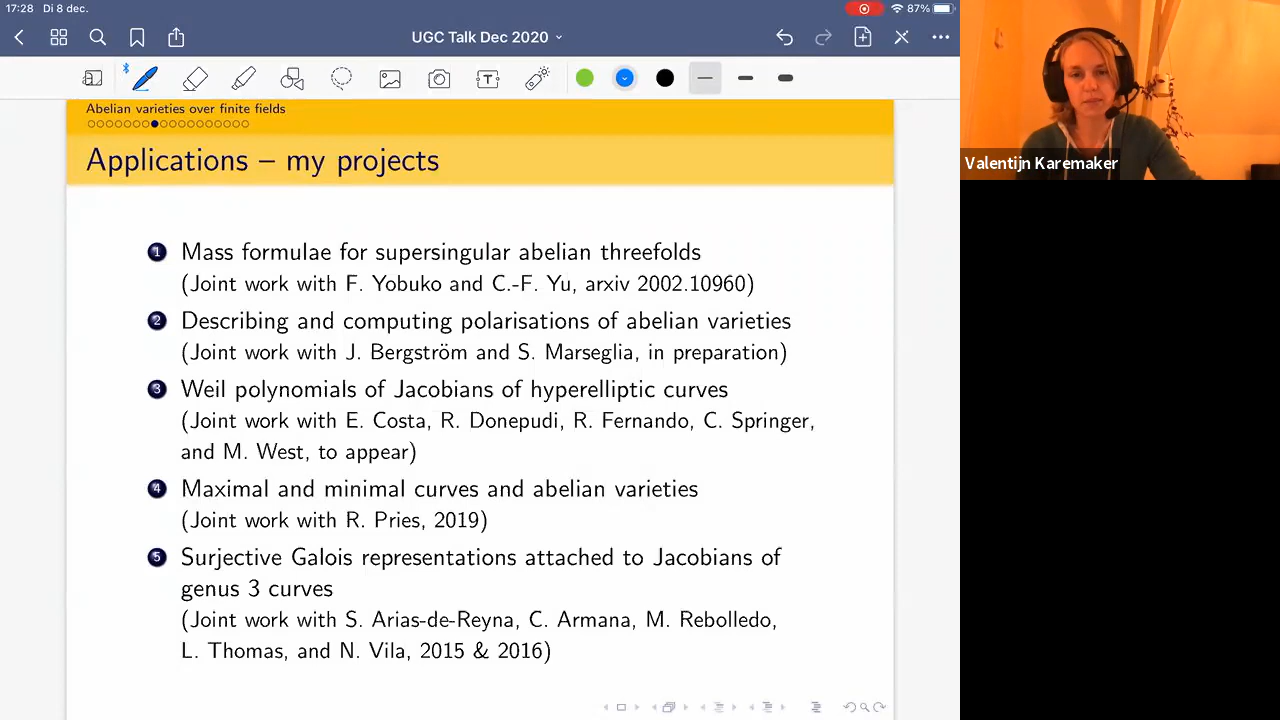 17:28 Di 8 dec.
87%
UGC Talk Dec 2020
T
Abelian varieties over finite fields
Applications – my projects
1 Mass formulae for supersingular abelian threefolds
(Joint work with F. Yobuko and C.-F. Yu, arxiv 2002.10960)
2 Describing and computing polarisations of abelian varieties
(Joint work with J. Bergström and S. Marseglia, in preparation)
3 Weil polynomials of Jacobians of hyperelliptic curves
(Joint work with E. Costa, R. Donepudi, R. Fernando, C. Springer,
and M. West, to appear)
4 Maximal and minimal curves and abelian varieties
(Joint work with R. Pries, 2019)
5 Surjective Galois representations attached to Jacobians of
genus 3 curves
(Joint work with S. Arias-de-Reyna, C. Armana, M. Rebolledo,
L. Thomas, and N. Vila, 2015 & 2016)
Valentijn Karemaker